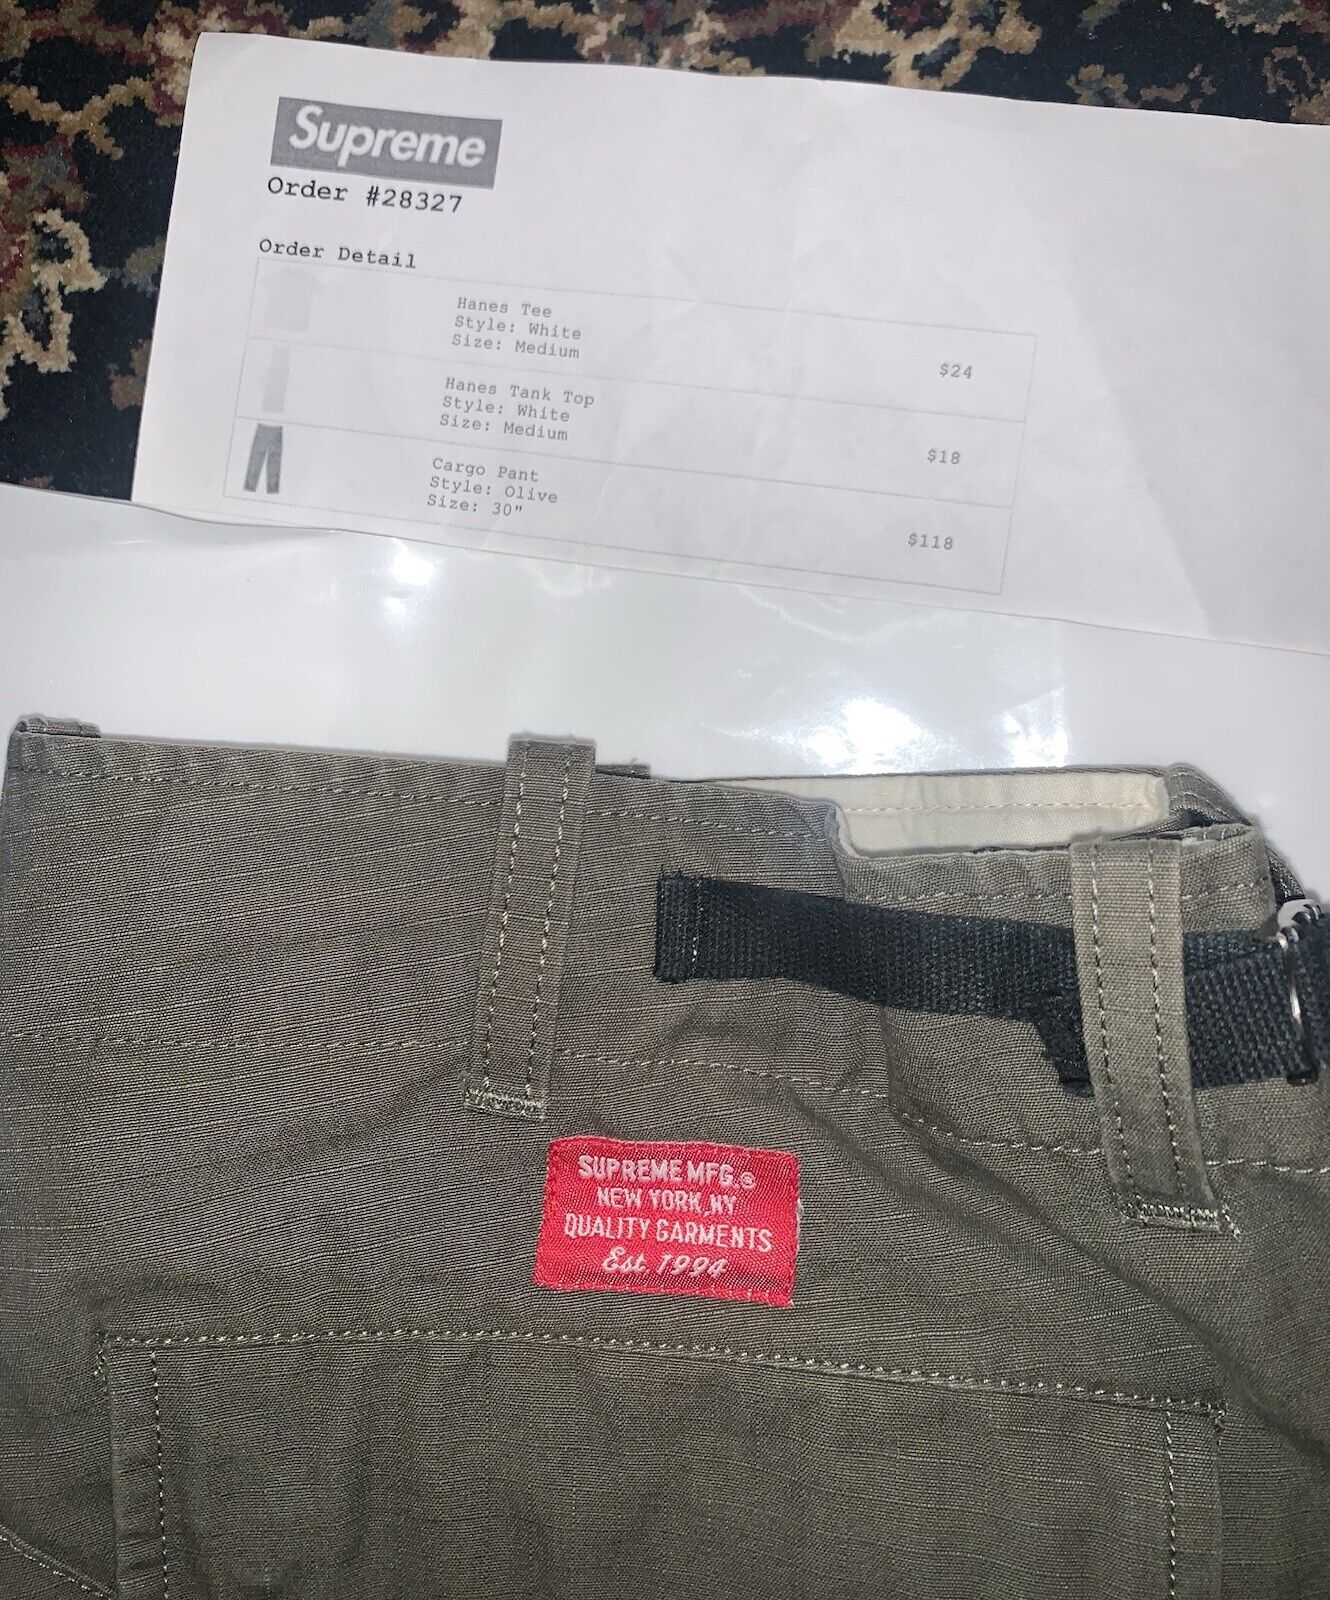 Supreme
Order #28327
Order Detail
Hanes Tee
Style: White
Size: Medium
$24
Hanes Tank Top
Style: White
Size: Medium
$18
Cargo Pant
Style: Olive
Size: 30"
$118
SUPREME MFG.®
NEW YORK, NY
QUALITY GARMENTS
Est. 1994